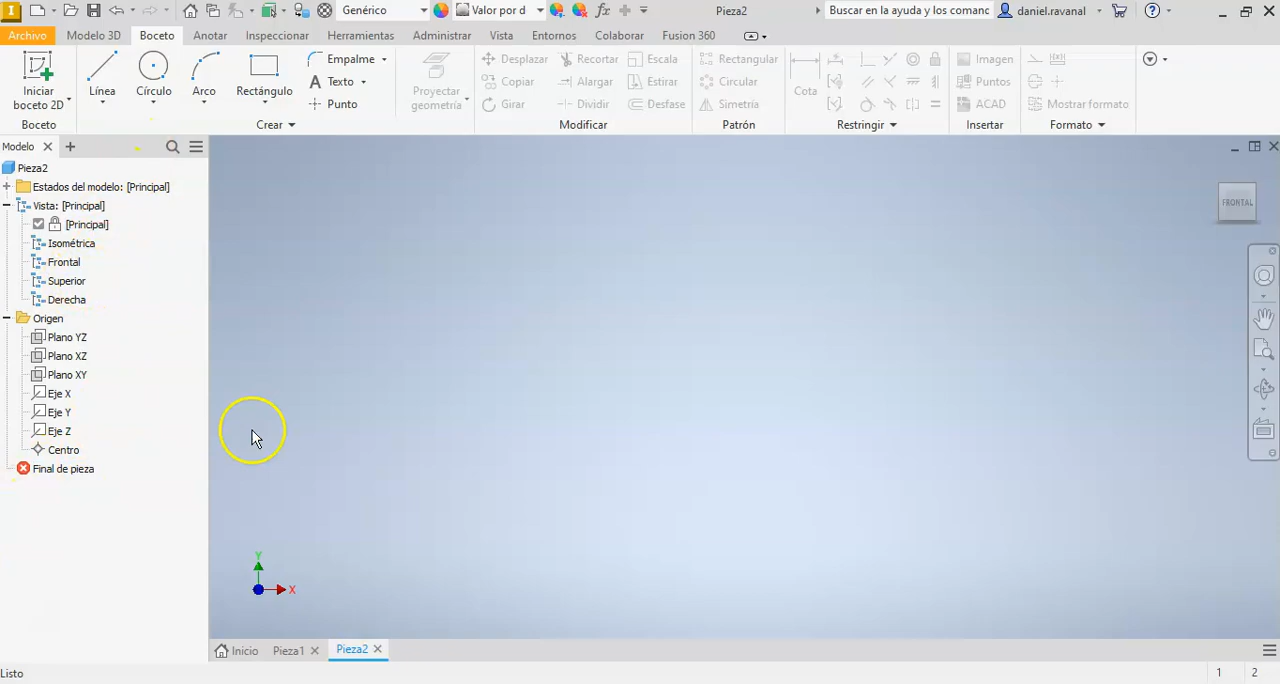 Genérico
Valor por d
Pieza2
Buscar en la ayuda y los comanc
daniel.ravanal
Archivo
Modelo 3D
Boceto
Anotar
Inspeccionar
Herramientas
Administrar
Vista
Entornos
Colaborar
Fusion 360
Iniciar
boceto 2D
Línea
Círculo
Arco
Rectángulo
Empalme
Texto
Punto
Proyectar
geometría
Desplazar
Copiar
Girar
Recortar
Alargar
Dividir
Escala
Estirar
Desfase
Rectangular
Circular
Simetría
Cota
Imagen
Puntos
ACAD
Mostrar formato
Boceto
Crear
Modificar
Patrón
Restringir
Insertar
Formato
Modelo
Pieza2
Estados del modelo: [Principal]
Vista: [Principal]
[Principal]
Isométrica
Frontal
Superior
Derecha
Origen
Plano YZ
Plano XZ
Plano XY
Eje X
Eje Y
Eje Z
Centro
Final de pieza
FRONTAL
Y
X
Inicio
Pieza1
Pieza2
Listo
1
2